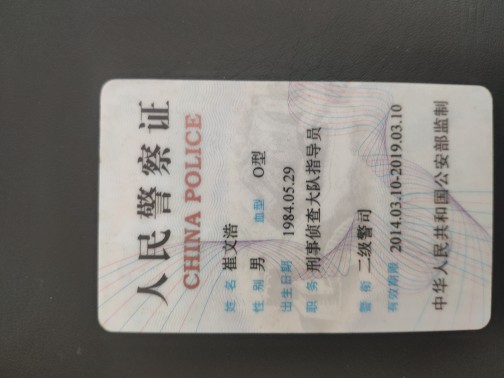 人民警察证
CHINA POLICE
姓名 崔文浩
性别 男 血型 O型
出生日期 1984.05.29
职务 刑事侦查大队指导员
警衔 二级警司
有效期限 2014.03.10-2019.03.10
中华人民共和国公安部监制